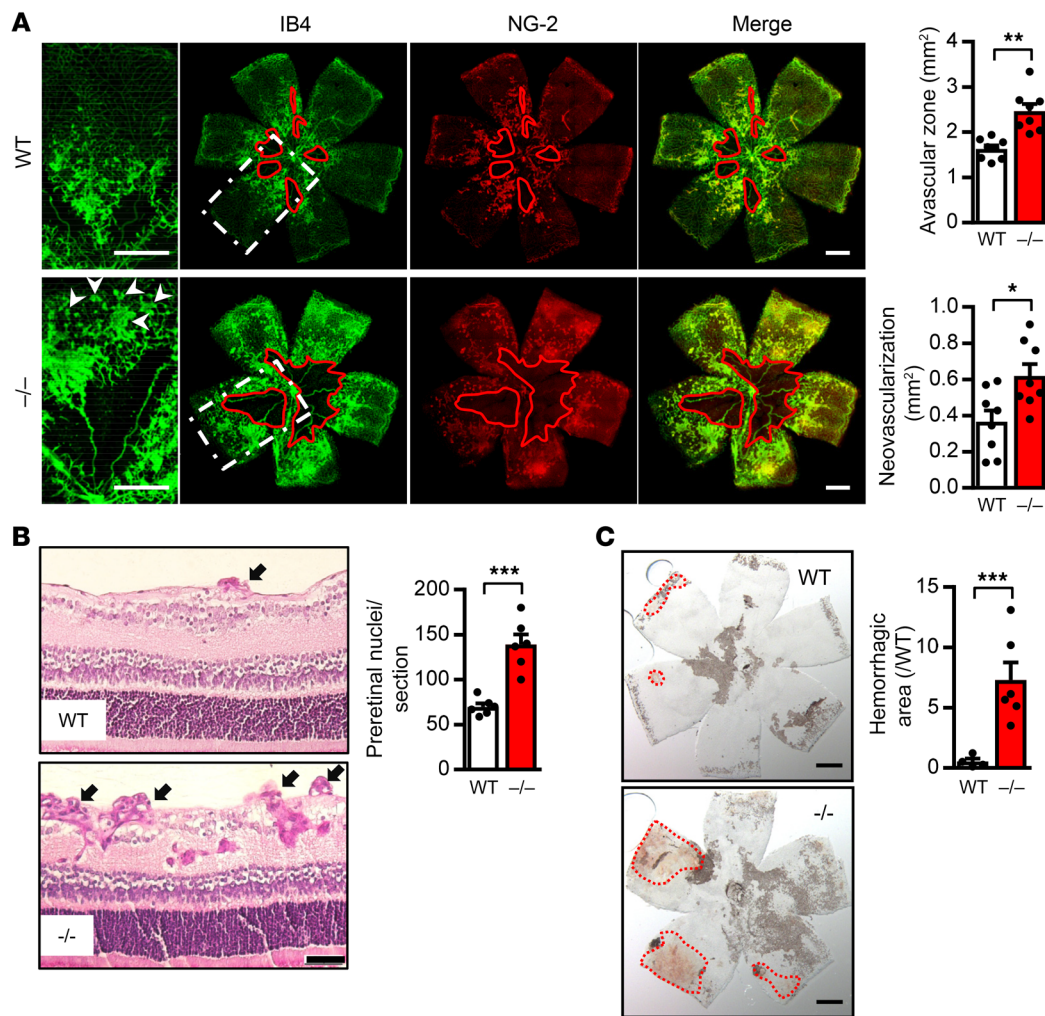 A
IB4
NG-2
Merge
WT
–/–
Avascular zone (mm²)
4
3
2
1
0
**
WT
–/–
Neovascularization
(mm²)
1.0
0.8
0.6
0.4
0.2
0.0
*
WT
–/–
B
WT
-/-
Preretinal nuclei/
section
200
150
100
50
0
***
WT
–/–
C
WT
-/-
Hemorrhagic
area (/WT)
15
10
5
0
***
WT
–/–